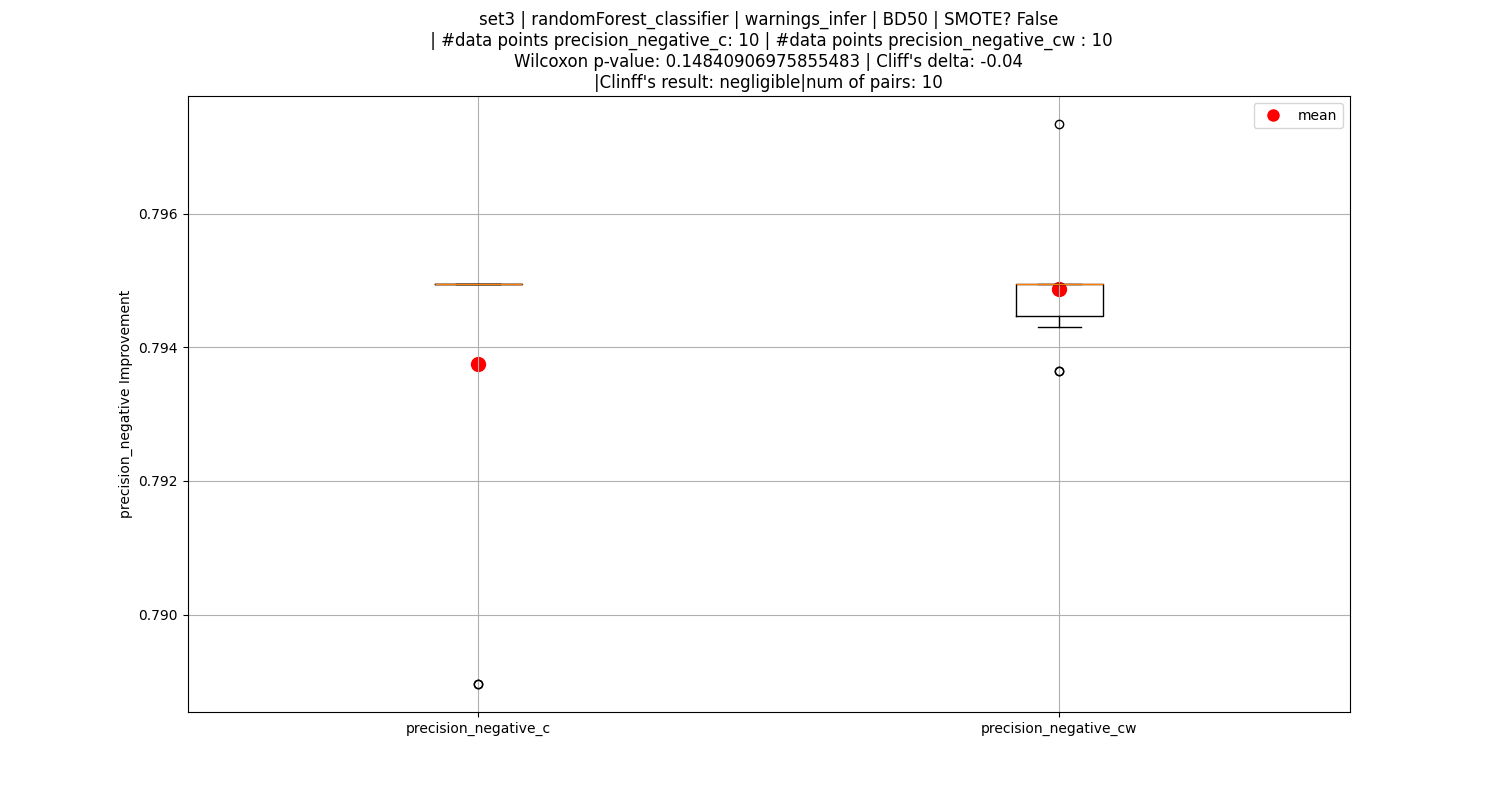 set3 | randomForest_classifier | warnings_infer | BD50 | SMOTE? False
| #data points precision_negative_c: 10 | #data points precision_negative_cw : 10
Wilcoxon p-value: 0.14840906975855483 | Cliff's delta: -0.04
|Clinff's result: negligible|num of pairs: 10
mean
precision_negative Improvement
0.796
0.794
0.792
0.790
precision_negative_c
precision_negative_cw